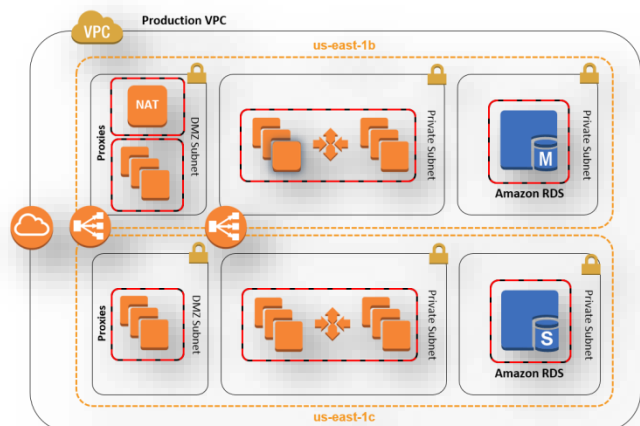 Production VPC
VPC
us-east-1b
NAT
Proxies
DMZ Subnet
Private Subnet
M
Amazon RDS
Private Subnet
Proxies
DMZ Subnet
Private Subnet
S
Amazon RDS
Private Subnet
us-east-1c